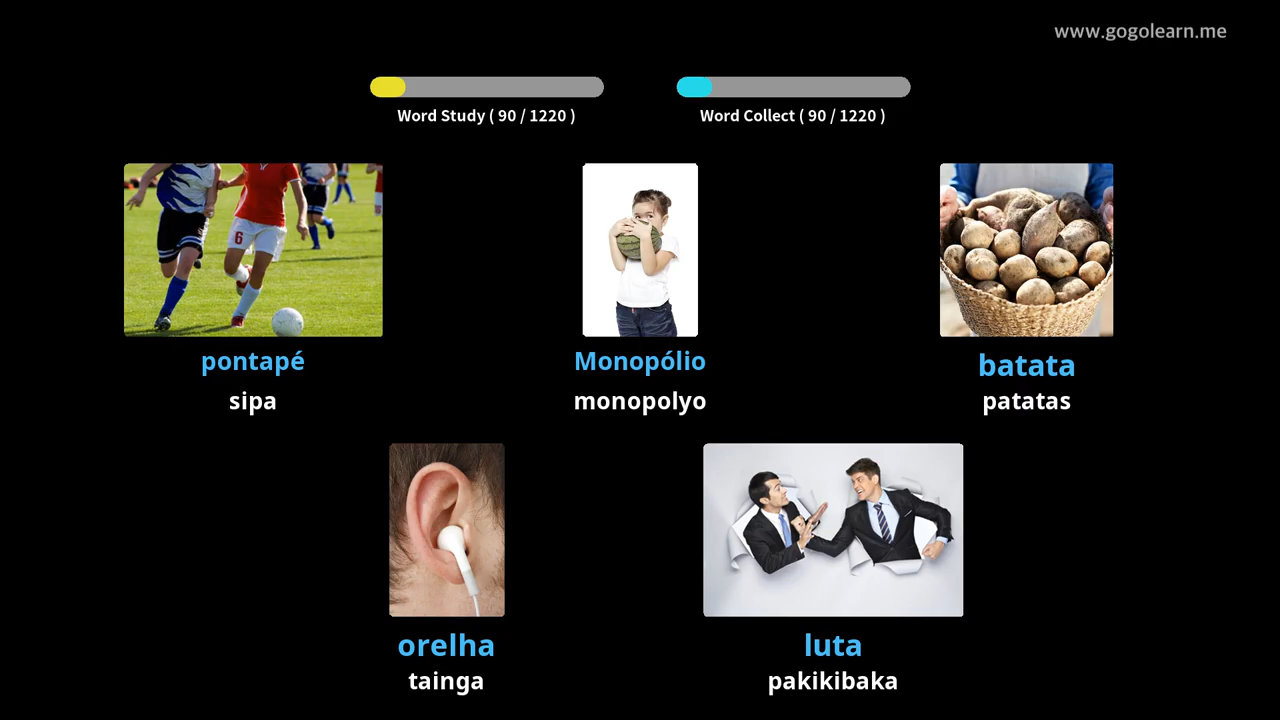 www.gogolearn.me
Word Study ( 90 / 1220 )
Word Collect ( 90 / 1220 )
6
pontapé
sipa
Monopólio
monopolyo
batata
patatas
orelha
tainga
luta
pakikibaka